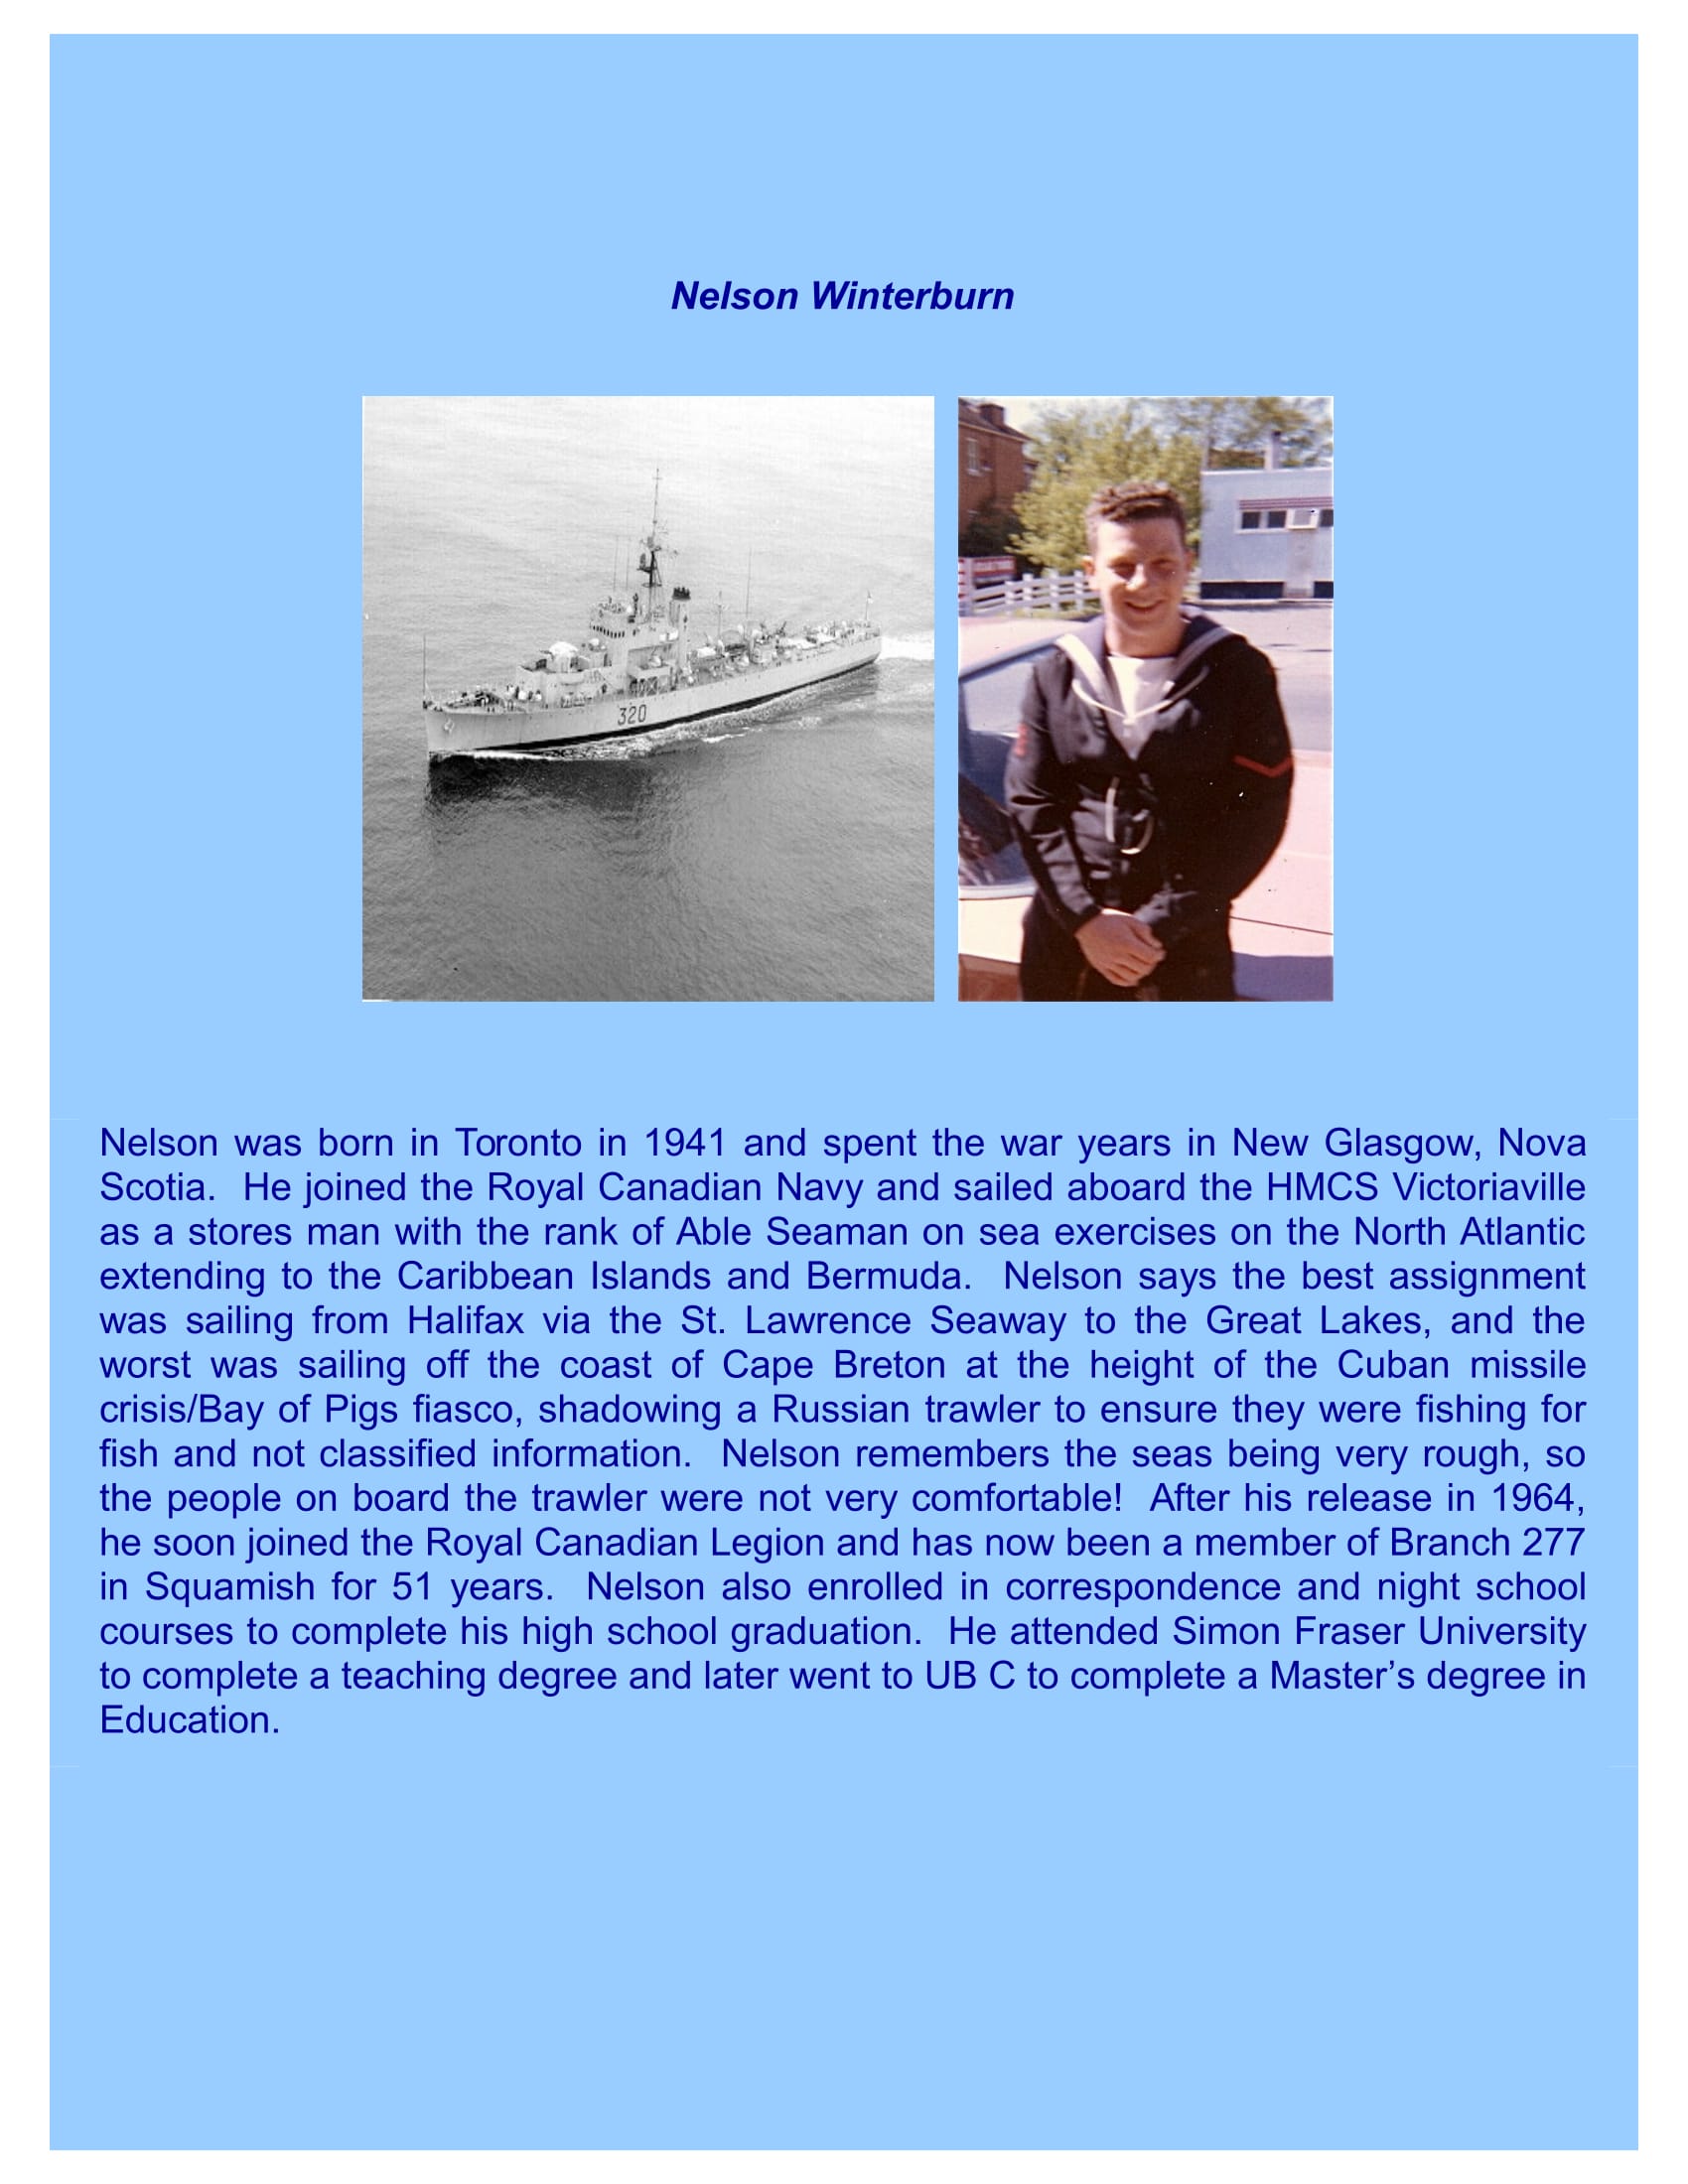 Nelson Winterburn
320
Nelson was born in Toronto in 1941 and spent the war years in New Glasgow, Nova
Scotia.  He joined the Royal Canadian Navy and sailed aboard the HMCS Victoriaville
as a stores man with the rank of Able Seaman on sea exercises on the North Atlantic
extending to the Caribbean Islands and Bermuda.  Nelson says the best assignment
was sailing from Halifax via the St. Lawrence Seaway to the Great Lakes, and the
worst was sailing off the coast of Cape Breton at the height of the Cuban missile
crisis/Bay of Pigs fiasco, shadowing a Russian trawler to ensure they were fishing for
fish and not classified information.  Nelson remembers the seas being very rough, so
the people on board the trawler were not very comfortable!  After his release in 1964,
he soon joined the Royal Canadian Legion and has now been a member of Branch 277
in Squamish for 51 years.  Nelson also enrolled in correspondence and night school
courses to complete his high school graduation.  He attended Simon Fraser University
to complete a teaching degree and later went to UB C to complete a Master’s degree in
Education.